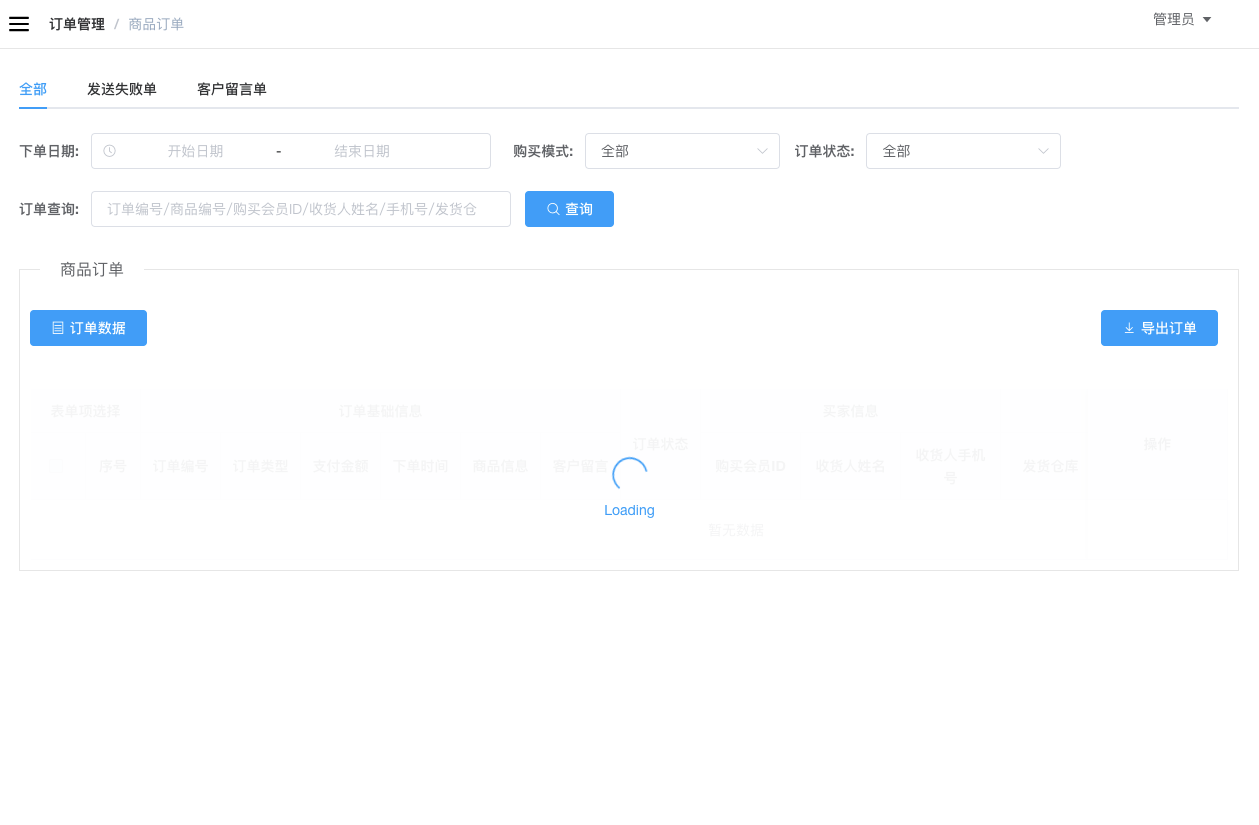 订单管理 / 商品订单
管理员
全部 发送失败单 客户留言单
下单日期: 开始日期 - 结束日期 购买模式: 全部 订单状态: 全部
订单查询: 订单编号/商品编号/购买会员ID/收货人姓名/手机号/发货仓 查询
商品订单
订单数据 导出订单
表单项选择 订单基础信息 订单状态 买家信息 操作
序号 订单编号 订单类型 支付金额 下单时间 商品信息 客户留言 购买会员ID 收货人姓名 收货人手机号 发货仓库
Loading
暂无数据